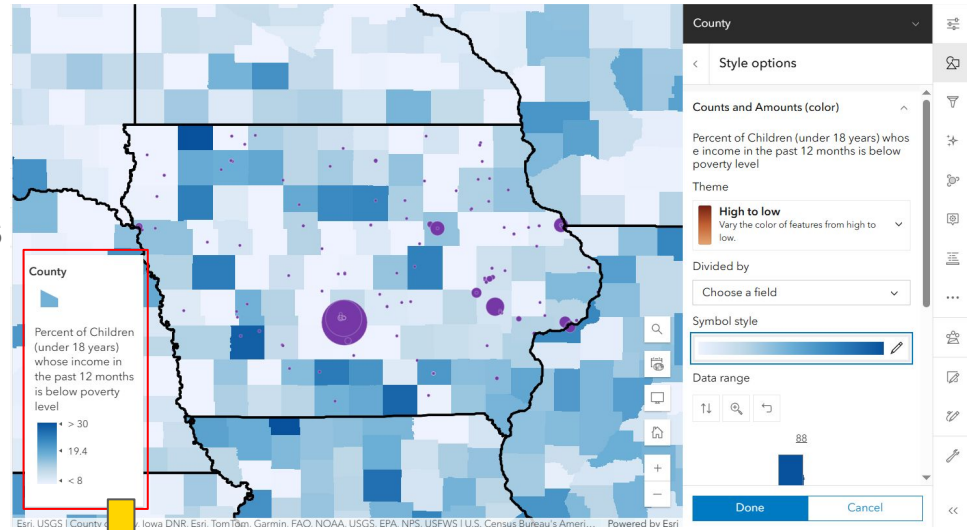 County
Percent of Children
(under 18 years)
whose income in
the past 12 months
is below poverty
level
> 30
19.4
< 8
Esri, USGS | County
y, Iowa DNR, Esri, TomTom, Garmin, FAO, NOAA, USGS, EPA, NPS, USFWS | U.S. Census Bureau's Ameri...
Powered by Esri
County
Style options
Counts and Amounts (color)
Percent of Children (under 18 years) whos
e income in the past 12 months is below
poverty level
Theme
High to low
Vary the color of features from high to
low.
Divided by
Choose a field
Symbol style
Data range
88
Done
Cancel